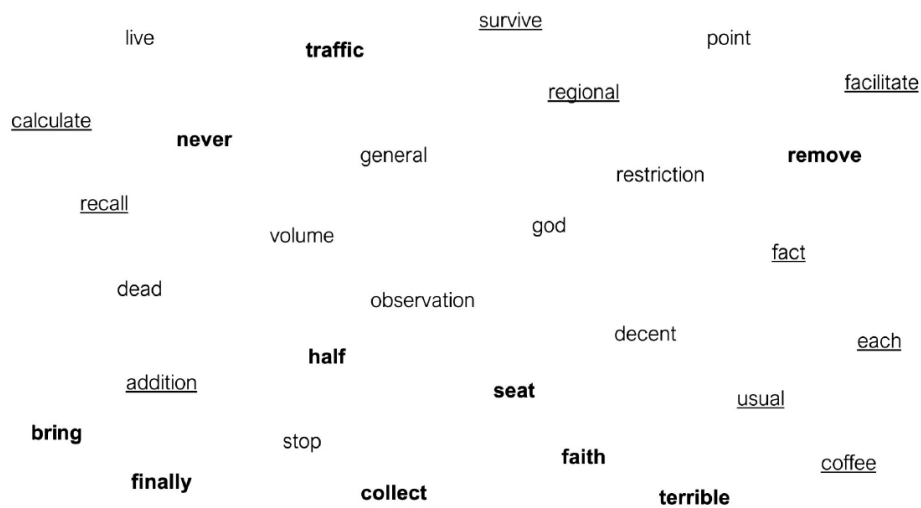 survive
live
point
traffic
facilitate
regional
calculate
never
general
remove
restriction
recall
god
volume
fact
dead
observation
decent
each
half
addition
seat
usual
bring
stop
faith
coffee
finally
collect
terrible